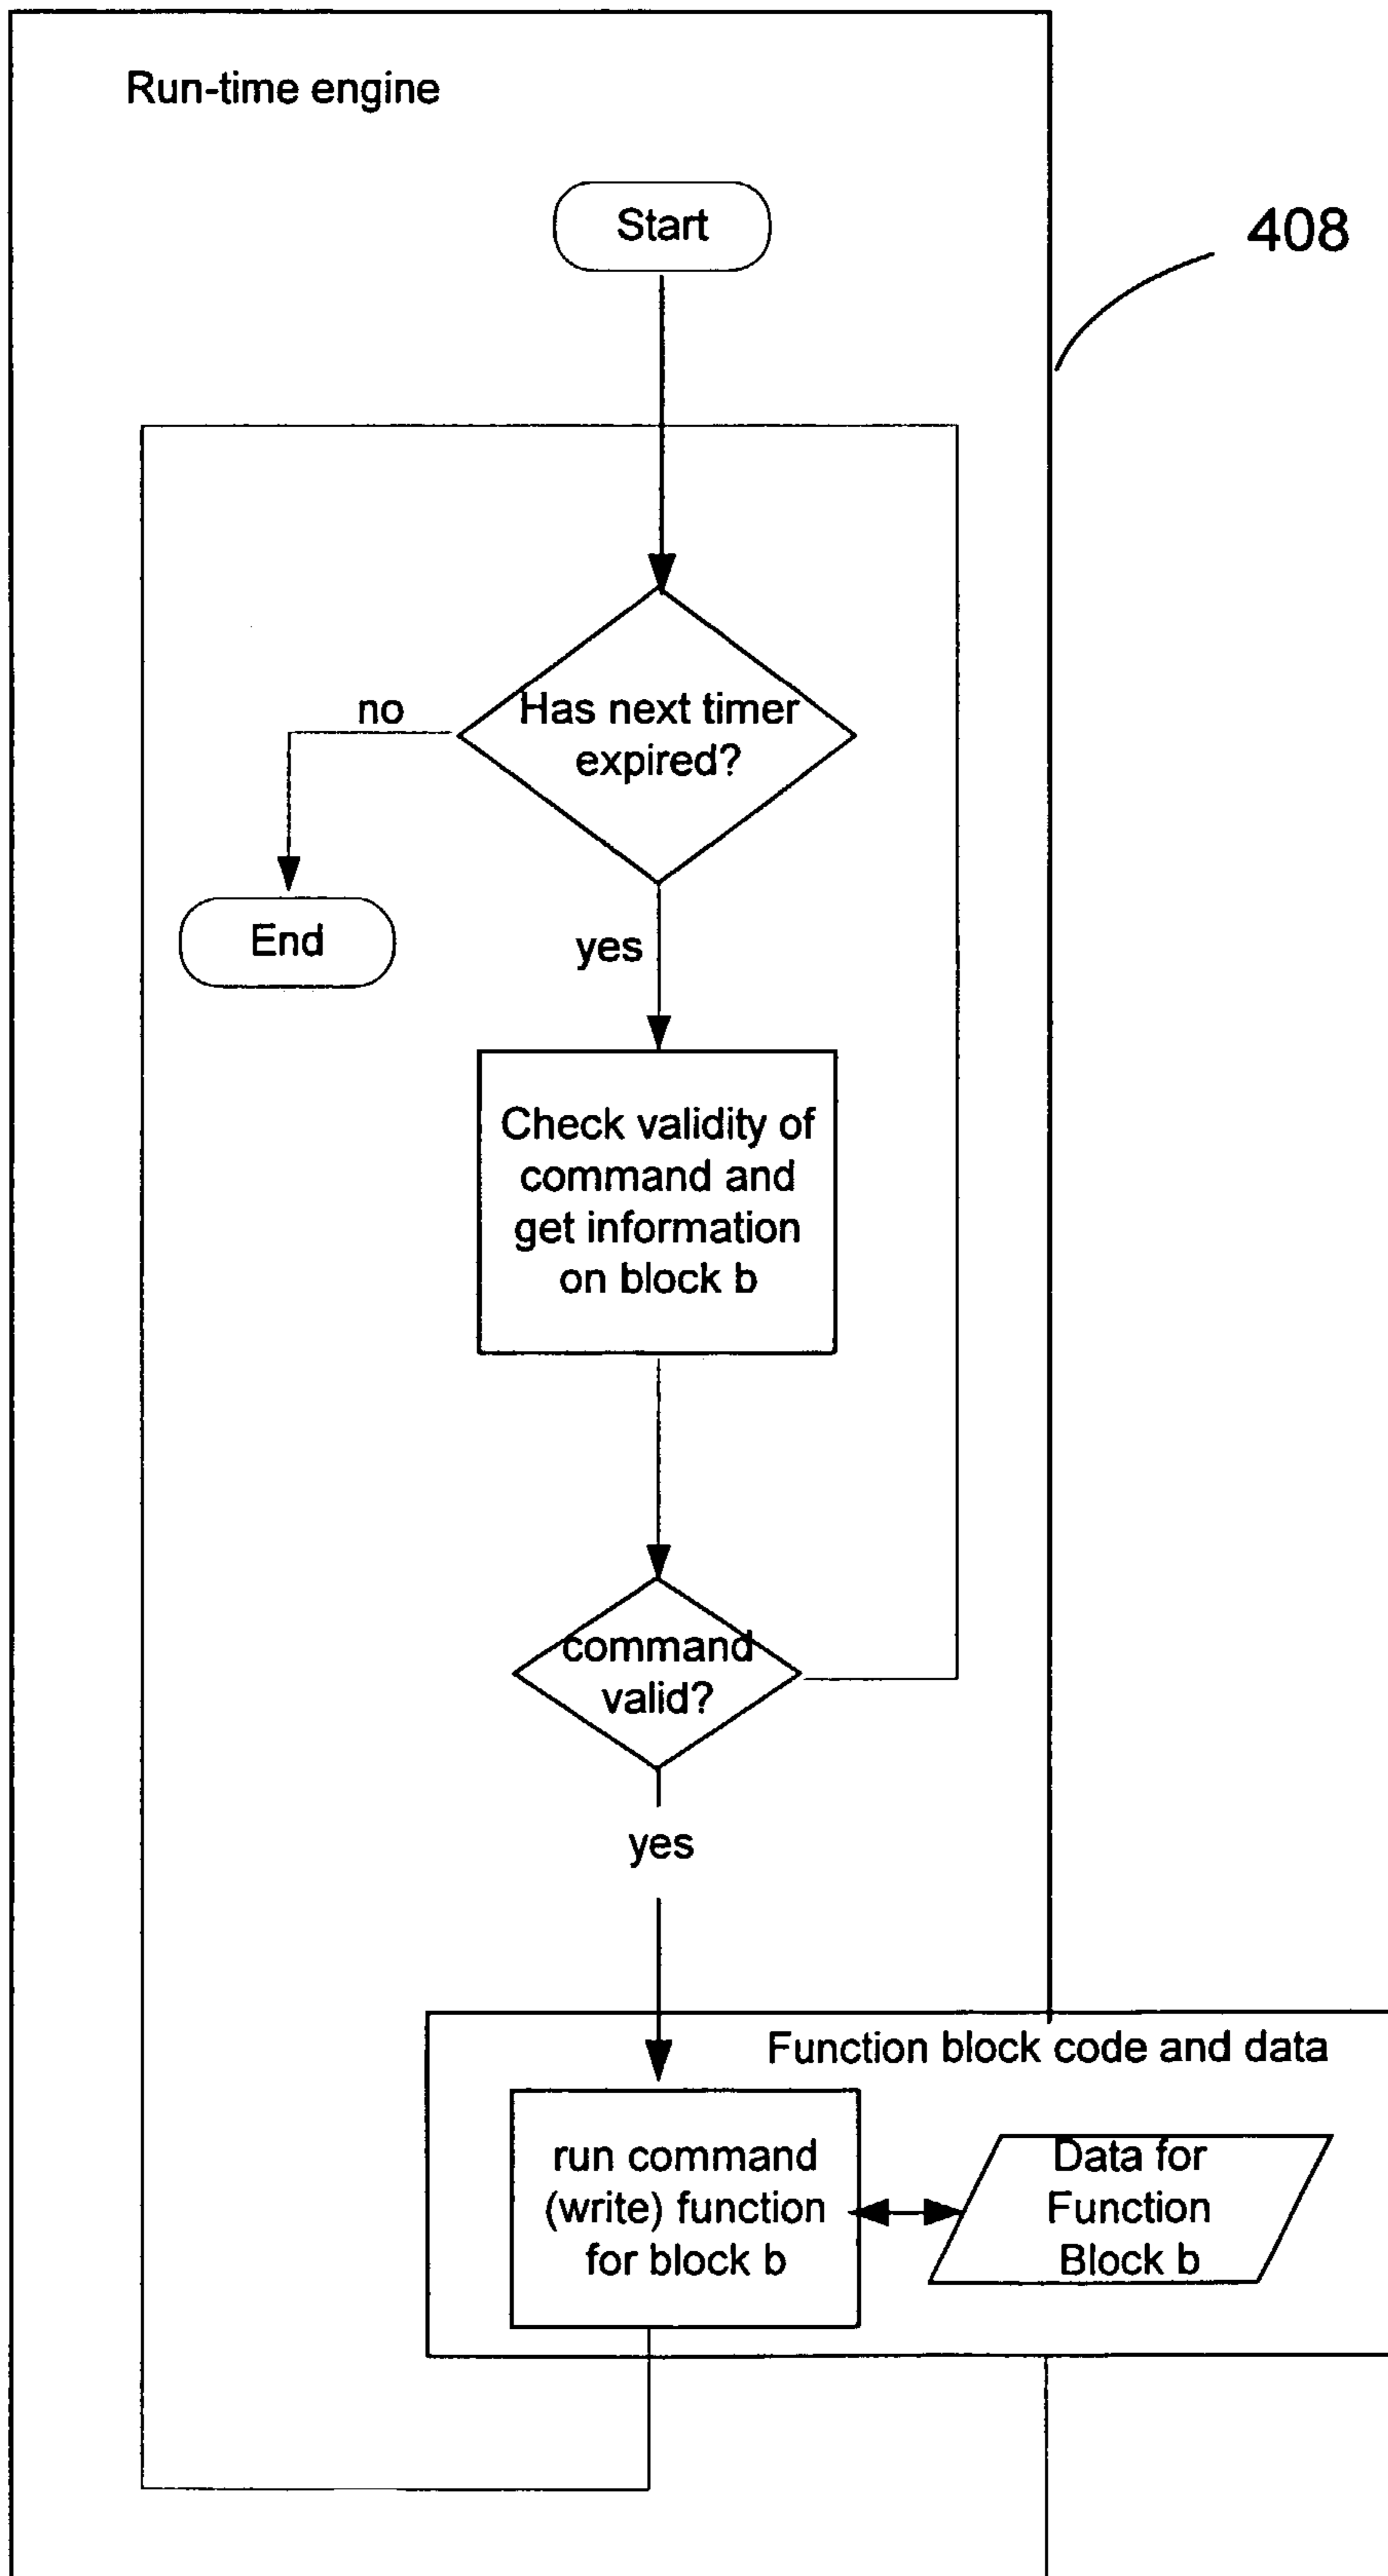 Run-time engine
Start
408
Has next timer
expired?
no
End
yes
Check validity of
command and
get information
on block b
command
valid?
yes
Function block code and data
run command
(write) function
for block b
Data for
Function
Block b